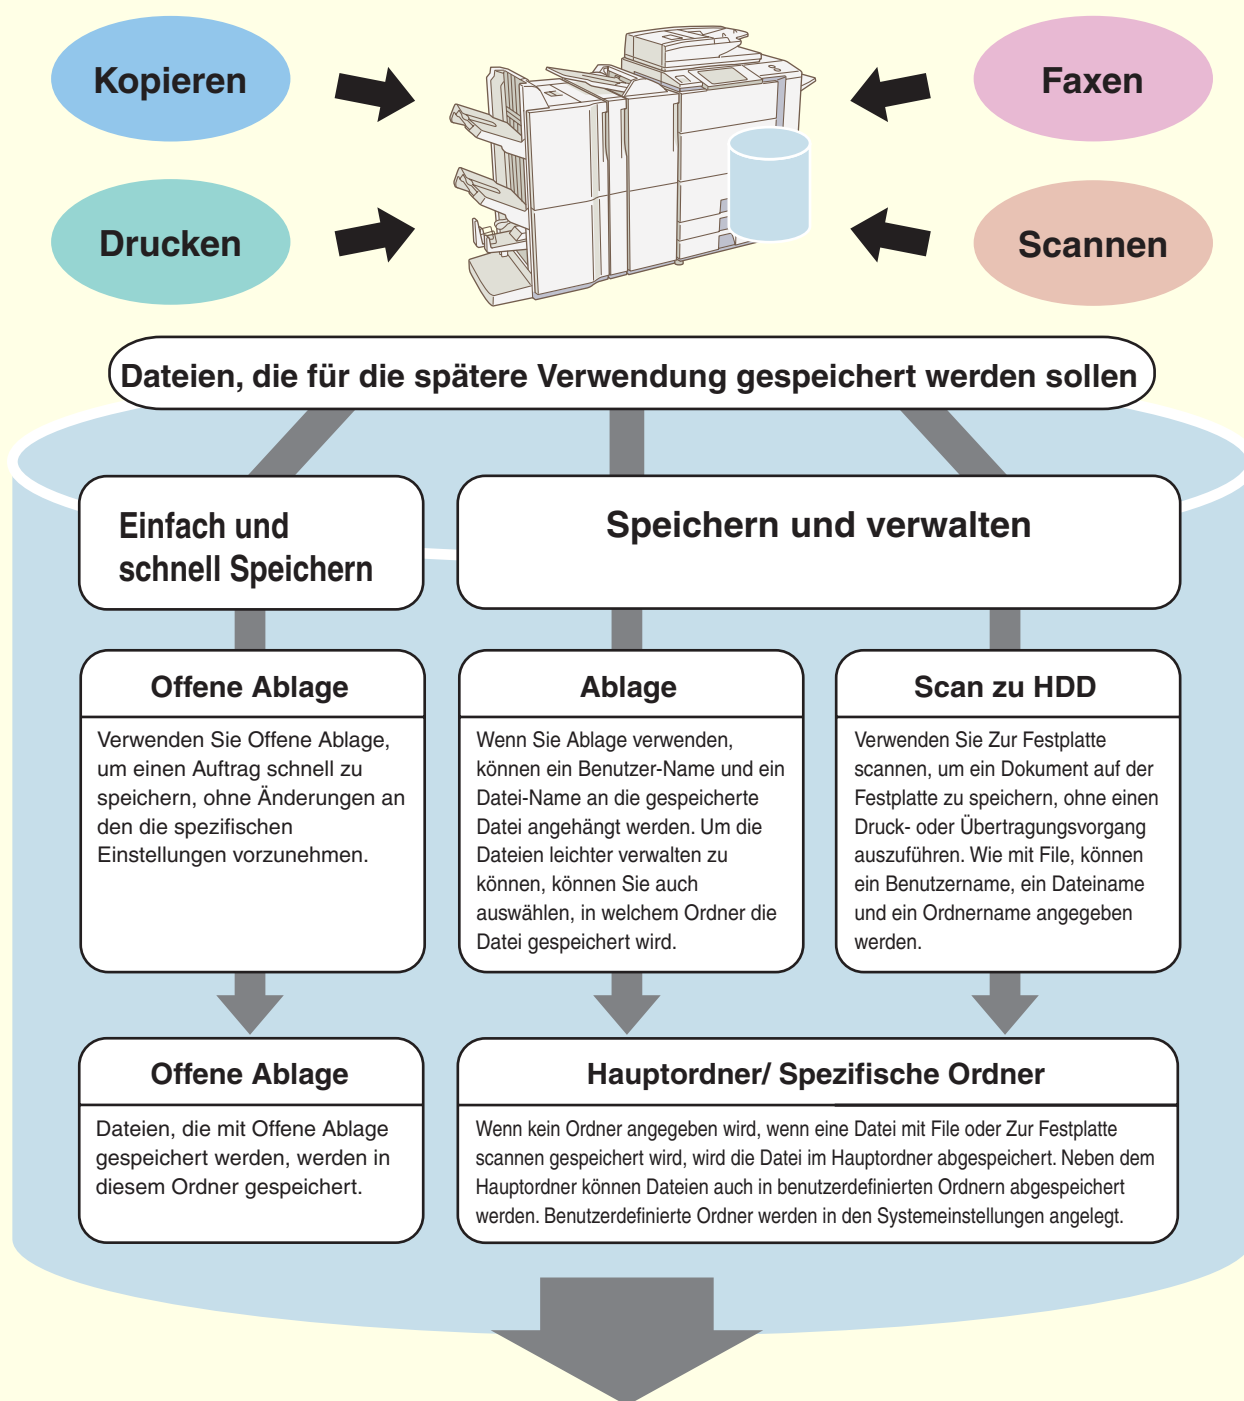 Kopieren
Faxen
Drucken
Scannen
Dateien, die für die spätere Verwendung gespeichert werden sollen
Einfach und
schnell Speichern
Speichern und verwalten
Offene Ablage
Verwenden Sie Offene Ablage,
um einen Auftrag schnell zu
speichern, ohne Änderungen an
den die spezifischen
Einstellungen vorzunehmen.
Ablage
Wenn Sie Ablage verwenden,
können ein Benutzer-Name und ein
Datei-Name an die gespeicherte
Datei angehängt werden. Um die
Dateien leichter verwalten zu
können, können Sie auch
auswählen, in welchem Ordner die
Datei gespeichert wird.
Scan zu HDD
Verwenden Sie Zur Festplatte
scannen, um ein Dokument auf der
Festplatte zu speichern, ohne einen
Druck- oder Übertragungsvorgang
auszuführen. Wie mit File, können
ein Benutzername, ein Dateiname
und ein Ordnername angegeben
werden.
Offene Ablage
Dateien, die mit Offene Ablage
gespeichert werden, werden in
diesem Ordner gespeichert.
Hauptordner/ Spezifische Ordner
Wenn kein Ordner angegeben wird, wenn eine Datei mit File oder Zur Festplatte
scannen gespeichert wird, wird die Datei im Hauptordner abgespeichert. Neben dem
Hauptordner können Dateien auch in benutzerdefinierten Ordnern abgespeichert
werden. Benutzerdefinierte Ordner werden in den Systemeinstellungen angelegt.